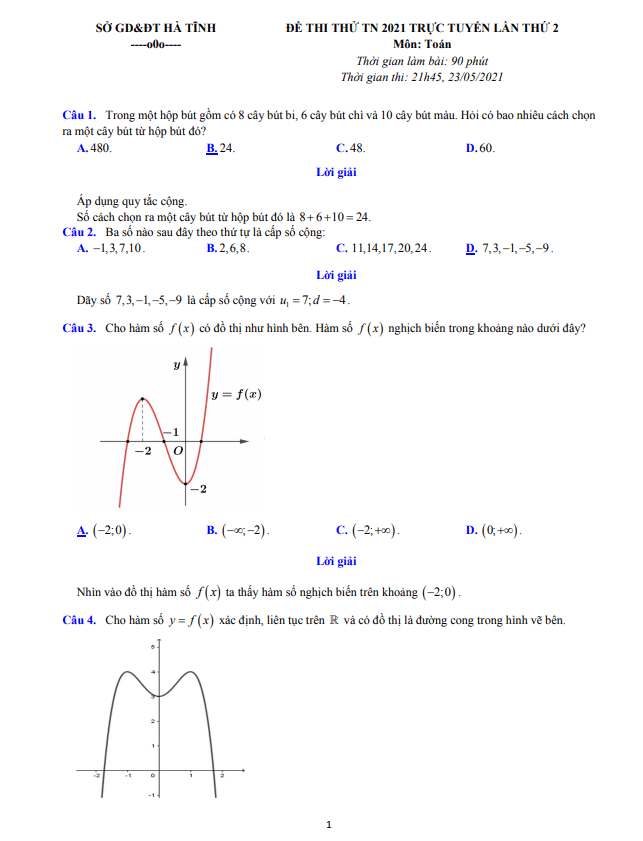 SỞ GD&ĐT HÀ TĨNH
----o0o----
ĐỀ THI THỬ TN 2021 TRỰC TUYẾN LẦN THỨ 2
Môn: Toán
Thời gian làm bài: 90 phút
Thời gian thi: 21h45, 23/05/2021
Câu 1. Trong một hộp bút gồm có 8 cây bút bi, 6 cây bút chì và 10 cây bút màu. Hỏi có bao nhiêu cách chọn
ra một cây bút từ hộp bút đó?
A. 480. B. 24. C. 48. D. 60.
Lời giải
Áp dụng quy tắc cộng.
Số cách chọn ra một cây bút từ hộp bút đó là 8+6+10=24.
Câu 2. Ba số nào sau đây theo thứ tự là cấp số cộng:
A. −1,3,7,10. B. 2,6,8. C. 11,14,17,20,24. D. 7,3,−1,−5,−9.
Lời giải
Dãy số 7,3,−1,−5,−9 là cấp số cộng với u₁ = 7; d = −4.
Câu 3. Cho hàm số f(x) có đồ thị như hình bên. Hàm số f(x) nghịch biến trong khoảng nào dưới đây?
y
y = f(x)
−1
−2 O
−2
A. (−2;0). B. (−∞;−2). C. (−2;+∞). D. (0;+∞).
Lời giải
Nhìn vào đồ thị hàm số f(x) ta thấy hàm số nghịch biến trên khoảng (−2;0).
Câu 4. Cho hàm số y = f(x) xác định, liên tục trên ℝ và có đồ thị là đường cong trong hình vẽ bên.
5
4
3
2
1
-2 -1 0 1 2
-1
1